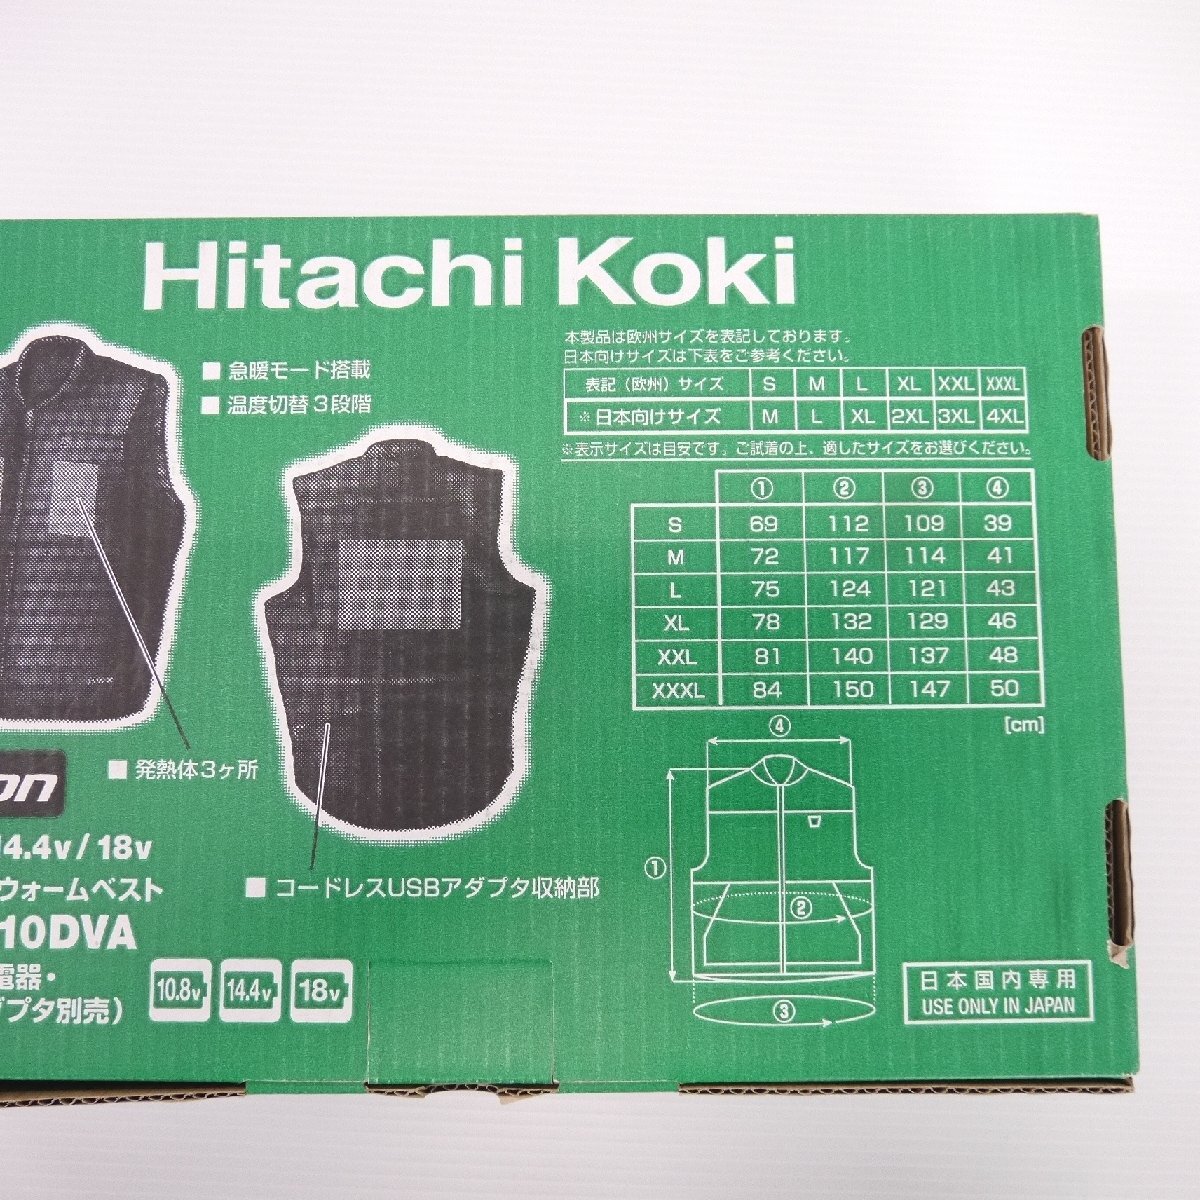 Hitachi Koki
■ 急暖モード搭載
■ 温度切替3段階
本製品は欧州サイズを表記しております。
日本向けサイズは下表をご参考ください。
表記（欧州）サイズ S M L XL XXL XXXL
※日本向けサイズ M L XL 2XL 3XL 4XL
※表示サイズは目安です。ご試着の上、適したサイズをお選びください。
① ② ③ ④
S 69 112 109 39
M 72 117 114 41
L 75 124 121 43
XL 78 132 129 46
XXL 81 140 137 48
XXXL 84 150 147 50
[cm]
■ 発熱体3ヶ所
■ コードレスUSBアダプタ収納部
④
①
②
③
on
14.4v / 18v
ウォームベスト
10DVA
電器・
ダプタ別売）
10.8v 14.4v 18v
日本国内専用
USE ONLY IN JAPAN